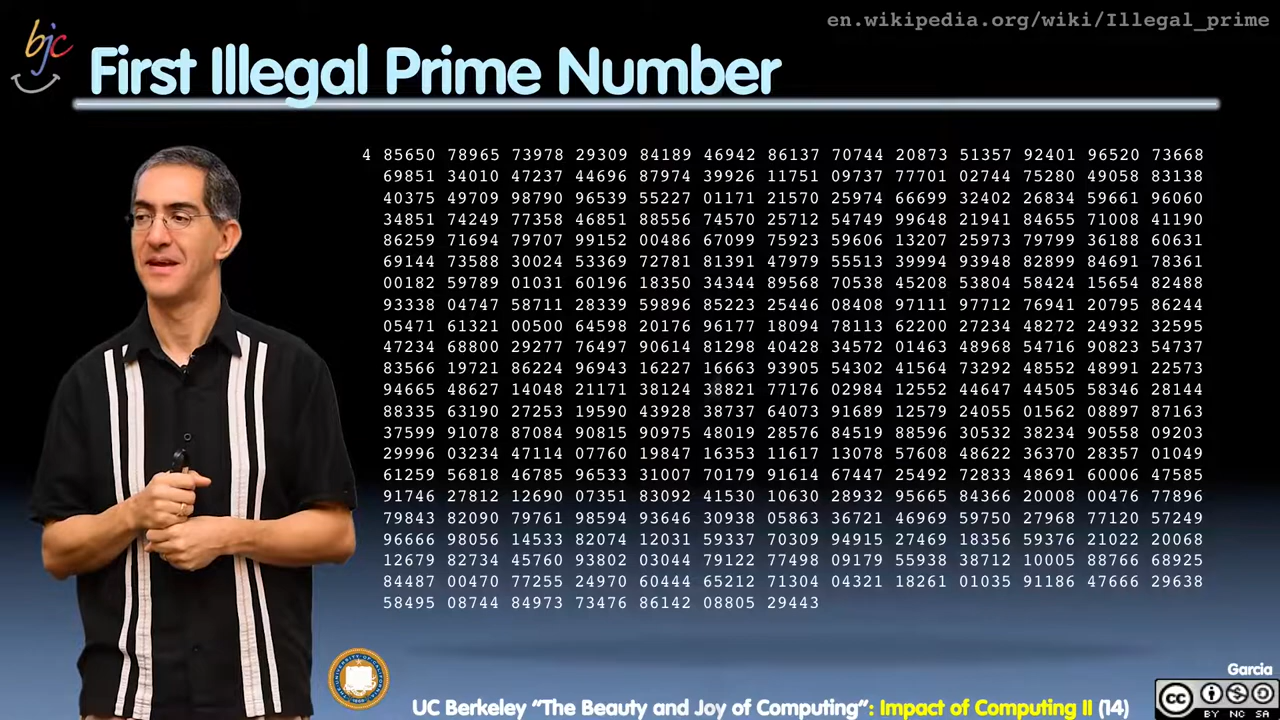 en.wikipedia.org/wiki/Illegal_prime
bjc
First Illegal Prime Number
4 85650 78965 73978 29309 84189 46942 86137 70744 20873 51357 92401 96520 73668
69851 34010 47237 44696 87974 39926 11751 09737 77701 02744 75280 49058 83138
40375 49709 98790 96539 55227 01171 21570 25974 66699 32402 26834 59661 96060
34851 74249 77358 46851 88556 74570 25712 54749 99648 21941 84655 71008 41190
86259 71694 79707 99152 00486 67099 75923 59606 13207 25973 79799 36188 60631
69144 73588 30024 53369 72781 81391 47979 55513 39994 93948 82899 84691 78361
00182 59789 01031 60196 18350 34344 89568 70538 45208 53804 58424 15654 82488
93338 04747 58711 28339 59896 85223 25446 08408 97111 97712 76941 20795 86244
05471 61321 00500 64598 20176 96177 18094 78113 62200 27234 48272 24932 32595
47234 68800 29277 76497 90614 81298 40428 34572 01463 48968 54716 90823 54737
83566 19721 86224 96943 16227 16663 93905 54302 41564 73292 48552 48991 22573
94665 48627 14048 21171 38124 38821 77176 02984 12552 44647 44505 58346 28144
88335 63190 27253 19590 43928 38737 64073 91689 12579 24055 01562 08897 87163
37599 91078 87084 90815 90975 48019 28576 84519 88596 30532 38234 90558 09203
29996 03234 47114 07760 19847 16353 11617 13078 57608 48622 36370 28357 01049
61259 56818 46785 96533 31007 70179 91614 67447 25492 72833 48691 60006 47585
91746 27812 12690 07351 83092 41530 10630 28932 95665 84366 20008 00476 77896
79843 82090 79761 98594 93646 30938 05863 36721 46969 59750 27968 77120 57249
96666 98056 14533 82074 12031 59337 70309 94915 27469 18356 59376 21022 20068
12679 82734 45760 93802 03044 79122 77498 09179 55938 38712 10005 88766 68925
84487 00470 77255 24970 60444 65212 71304 04321 18261 01035 91186 47666 29638
58495 08744 84973 73476 86142 08805 29443
Garcia
UC Berkeley “The Beauty and Joy of Computing”: Impact of Computing II (14)
cc
BY NC SA